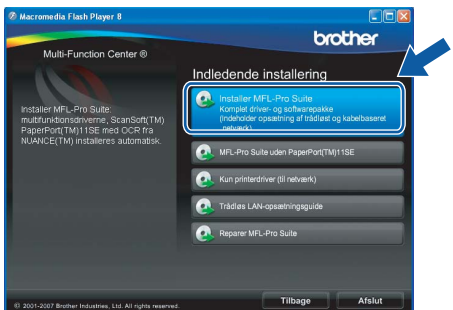 Macromedia Flash Player 8
brother
Multi-Function Center ®
Indledende installering
Installer MFL-Pro Suite
Komplet driver- og softwarepakke
(Indeholder opsætning af trådløst og kabelbaseret
netværk)
Installer MFL-Pro Suite:
multifunktionsdriverne, ScanSoft(TM)
PaperPort(TM)11SE med OCR fra
NUANCE(TM) installeres automatisk.
MFL-Pro Suite uden PaperPort(TM)11SE
Kun printerdriver (til netværk)
Trådløs LAN-opsætningsguide
Reparer MFL-Pro Suite
© 2001-2007 Brother Industries, Ltd. All rights reserved.
Tilbage
Afslut